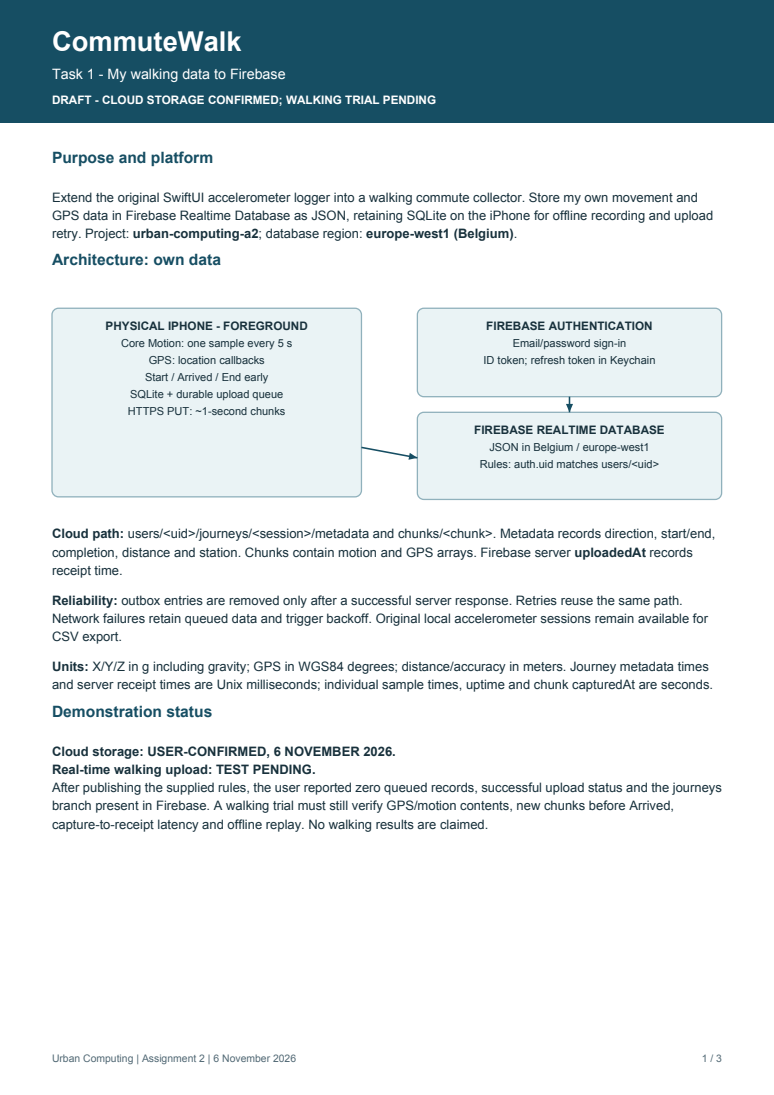 CommuteWalk
Task 1 - My walking data to Firebase
DRAFT - CLOUD STORAGE CONFIRMED; WALKING TRIAL PENDING
Purpose and platform
Extend the original SwiftUI accelerometer logger into a walking commute collector. Store my own movement and
GPS data in Firebase Realtime Database as JSON, retaining SQLite on the iPhone for offline recording and upload
retry. Project: urban-computing-a2; database region: europe-west1 (Belgium).
Architecture: own data
PHYSICAL IPHONE - FOREGROUND
Core Motion: one sample every 5 s
GPS: location callbacks
Start / Arrived / End early
SQLite + durable upload queue
HTTPS PUT: ~1-second chunks
FIREBASE AUTHENTICATION
Email/password sign-in
ID token; refresh token in Keychain
FIREBASE REALTIME DATABASE
JSON in Belgium / europe-west1
Rules: auth.uid matches users/<uid>
Cloud path: users/<uid>/journeys/<session>/metadata and chunks/<chunk>. Metadata records direction, start/end,
completion, distance and station. Chunks contain motion and GPS arrays. Firebase server uploadedAt records
receipt time.
Reliability: outbox entries are removed only after a successful server response. Retries reuse the same path.
Network failures retain queued data and trigger backoff. Original local accelerometer sessions remain available for
CSV export.
Units: X/Y/Z in g including gravity; GPS in WGS84 degrees; distance/accuracy in meters. Journey metadata times
and server receipt times are Unix milliseconds; individual sample times, uptime and chunk capturedAt are seconds.
Demonstration status
Cloud storage: USER-CONFIRMED, 6 NOVEMBER 2026.
Real-time walking upload: TEST PENDING.
After publishing the supplied rules, the user reported zero queued records, successful upload status and the journeys
branch present in Firebase. A walking trial must still verify GPS/motion contents, new chunks before Arrived,
capture-to-receipt latency and offline replay. No walking results are claimed.
Urban Computing | Assignment 2 | 6 November 2026
1 / 3